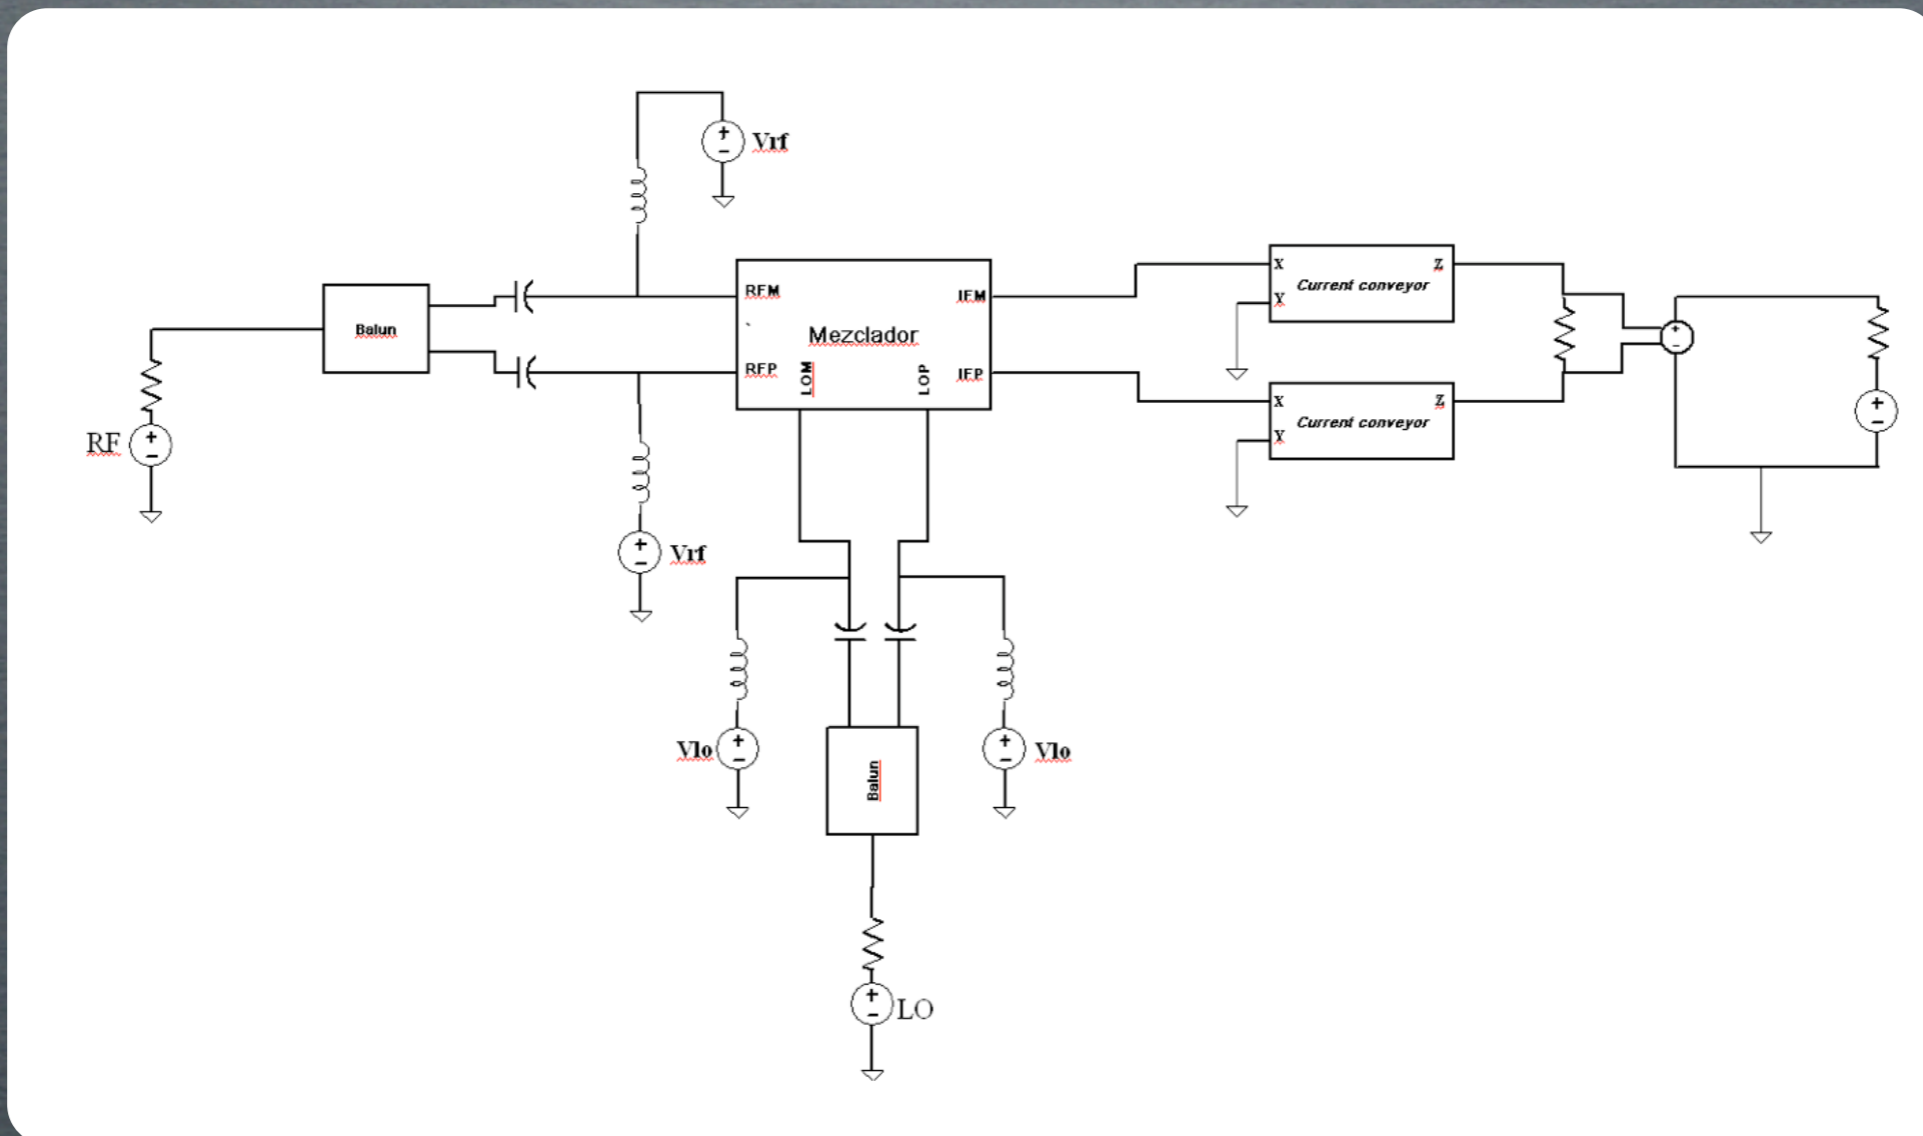 Vrf
RFM
IFM
X
Z
Current conveyor
Y
Balun
Mezclador
RFP
LOM
LOP
IFP
X
Z
Current conveyor
Y
RF
Vrf
Vlo
Vlo
Balun
LO